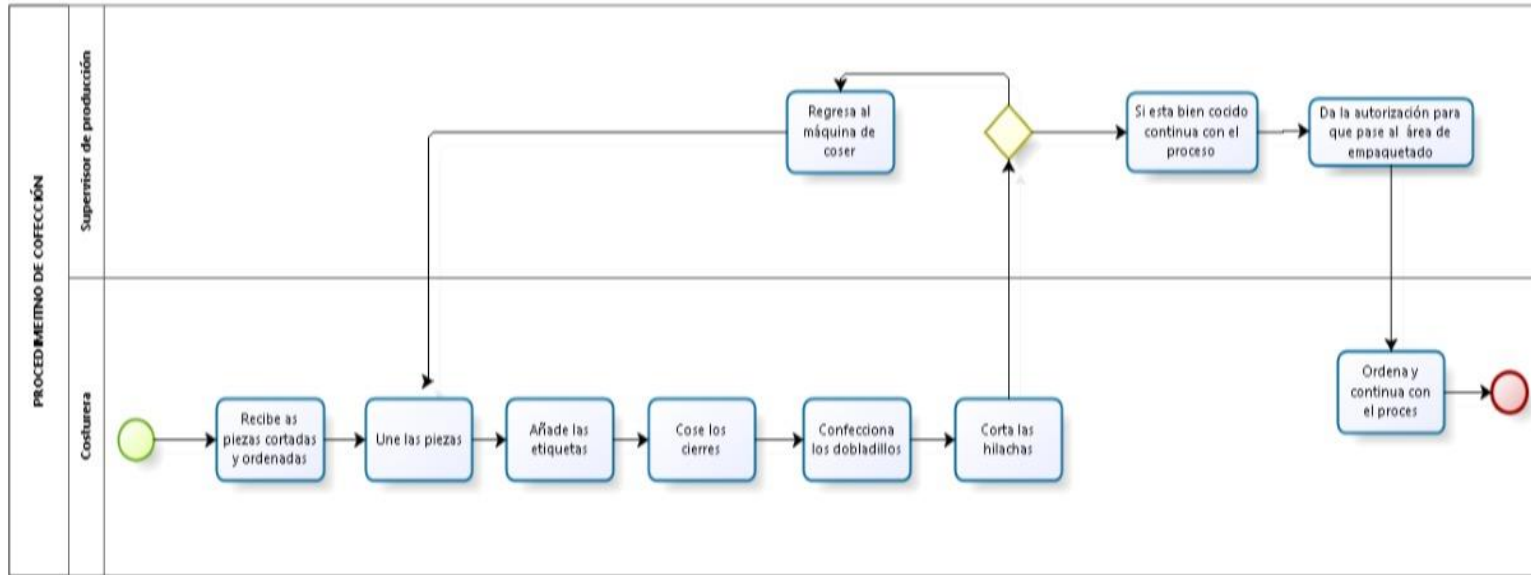 PROCEDIMEITNO DE COFECCIÓN
Supervisor de producción
Regresa al
máquina de
coser
Si esta bien cocido
continua con el
proceso
Da la autorización para
que pase al área de
empaquetado
Costurera
Recibe as
piezas cortadas
y ordenadas
Une las piezas
Añade las
etiquetas
Cose los
cierres
Confecciona
los dobladillos
Corta las
hilachas
Ordena y
continua con
el proces